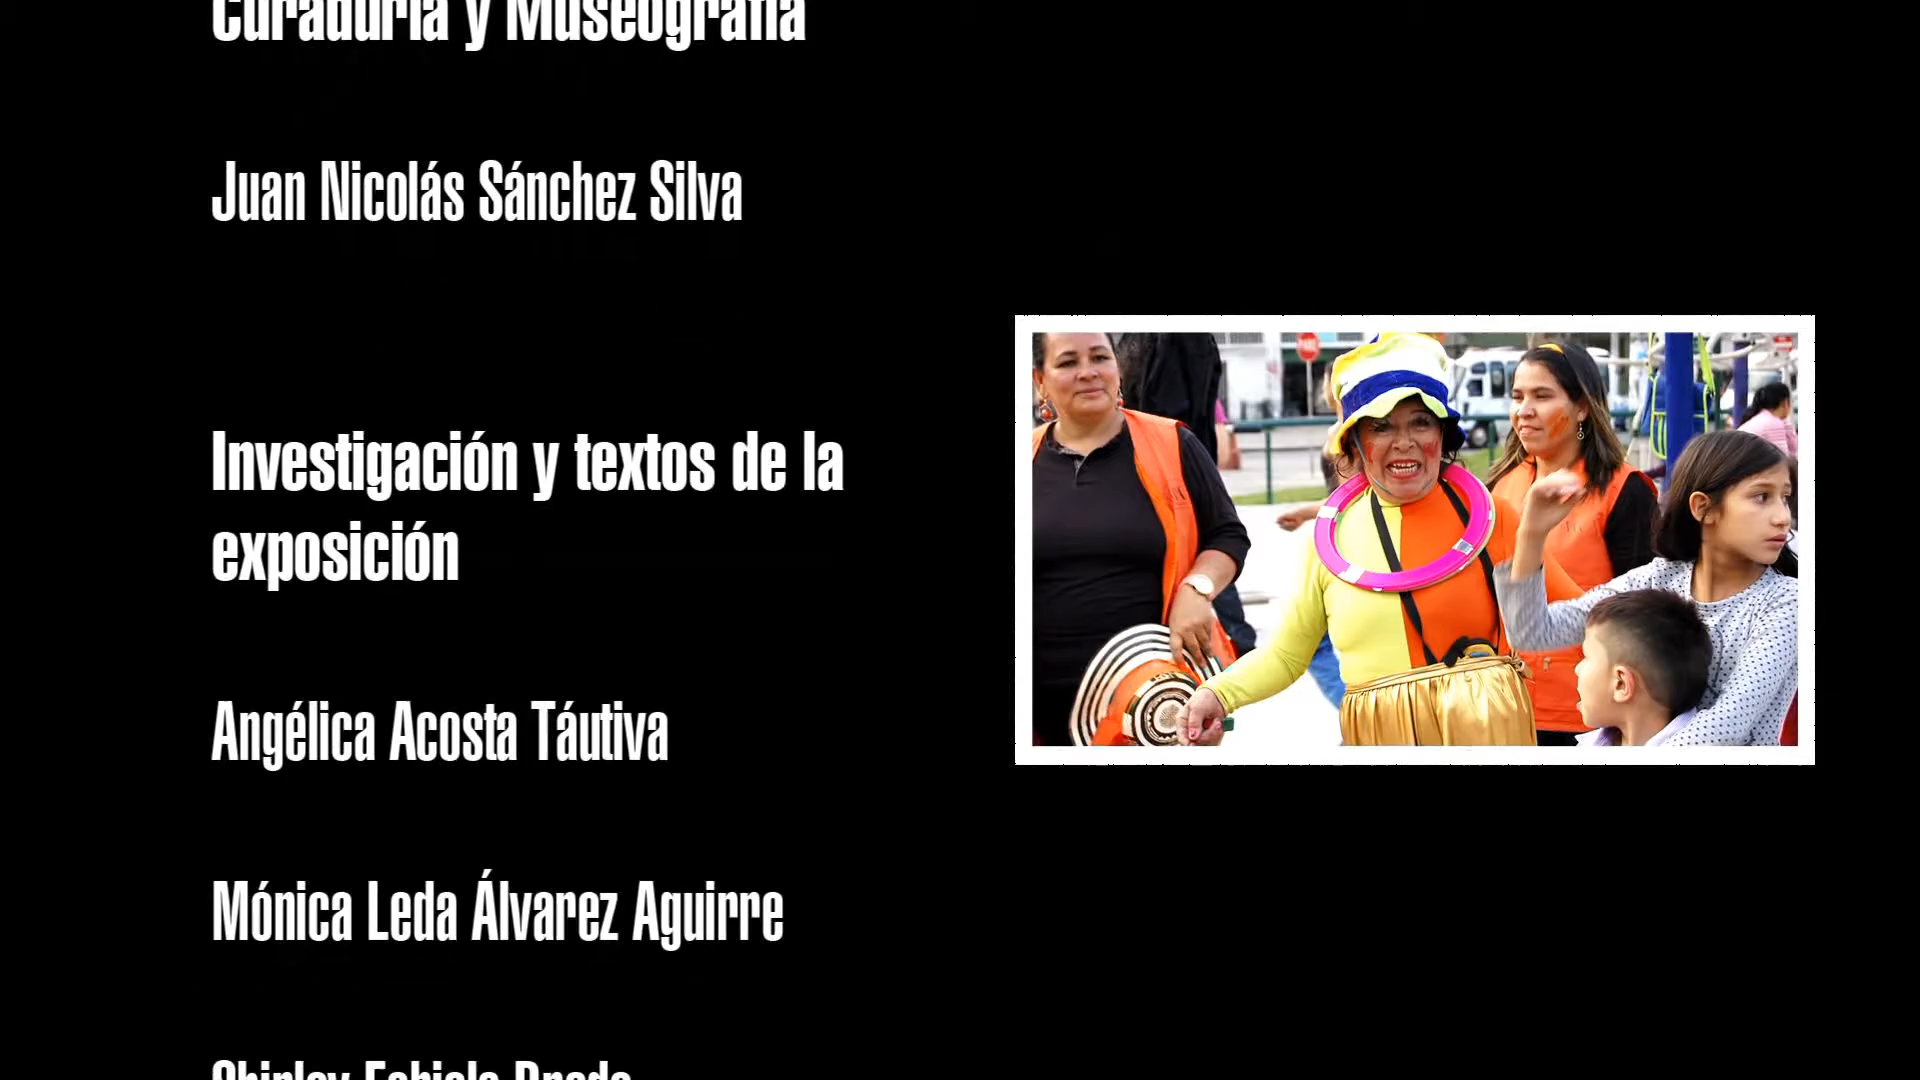 Curaduría y Museografía
Juan Nicolás Sánchez Silva
Investigación y textos de la
exposición
Angélica Acosta Táutiva
Mónica Leda Álvarez Aguirre